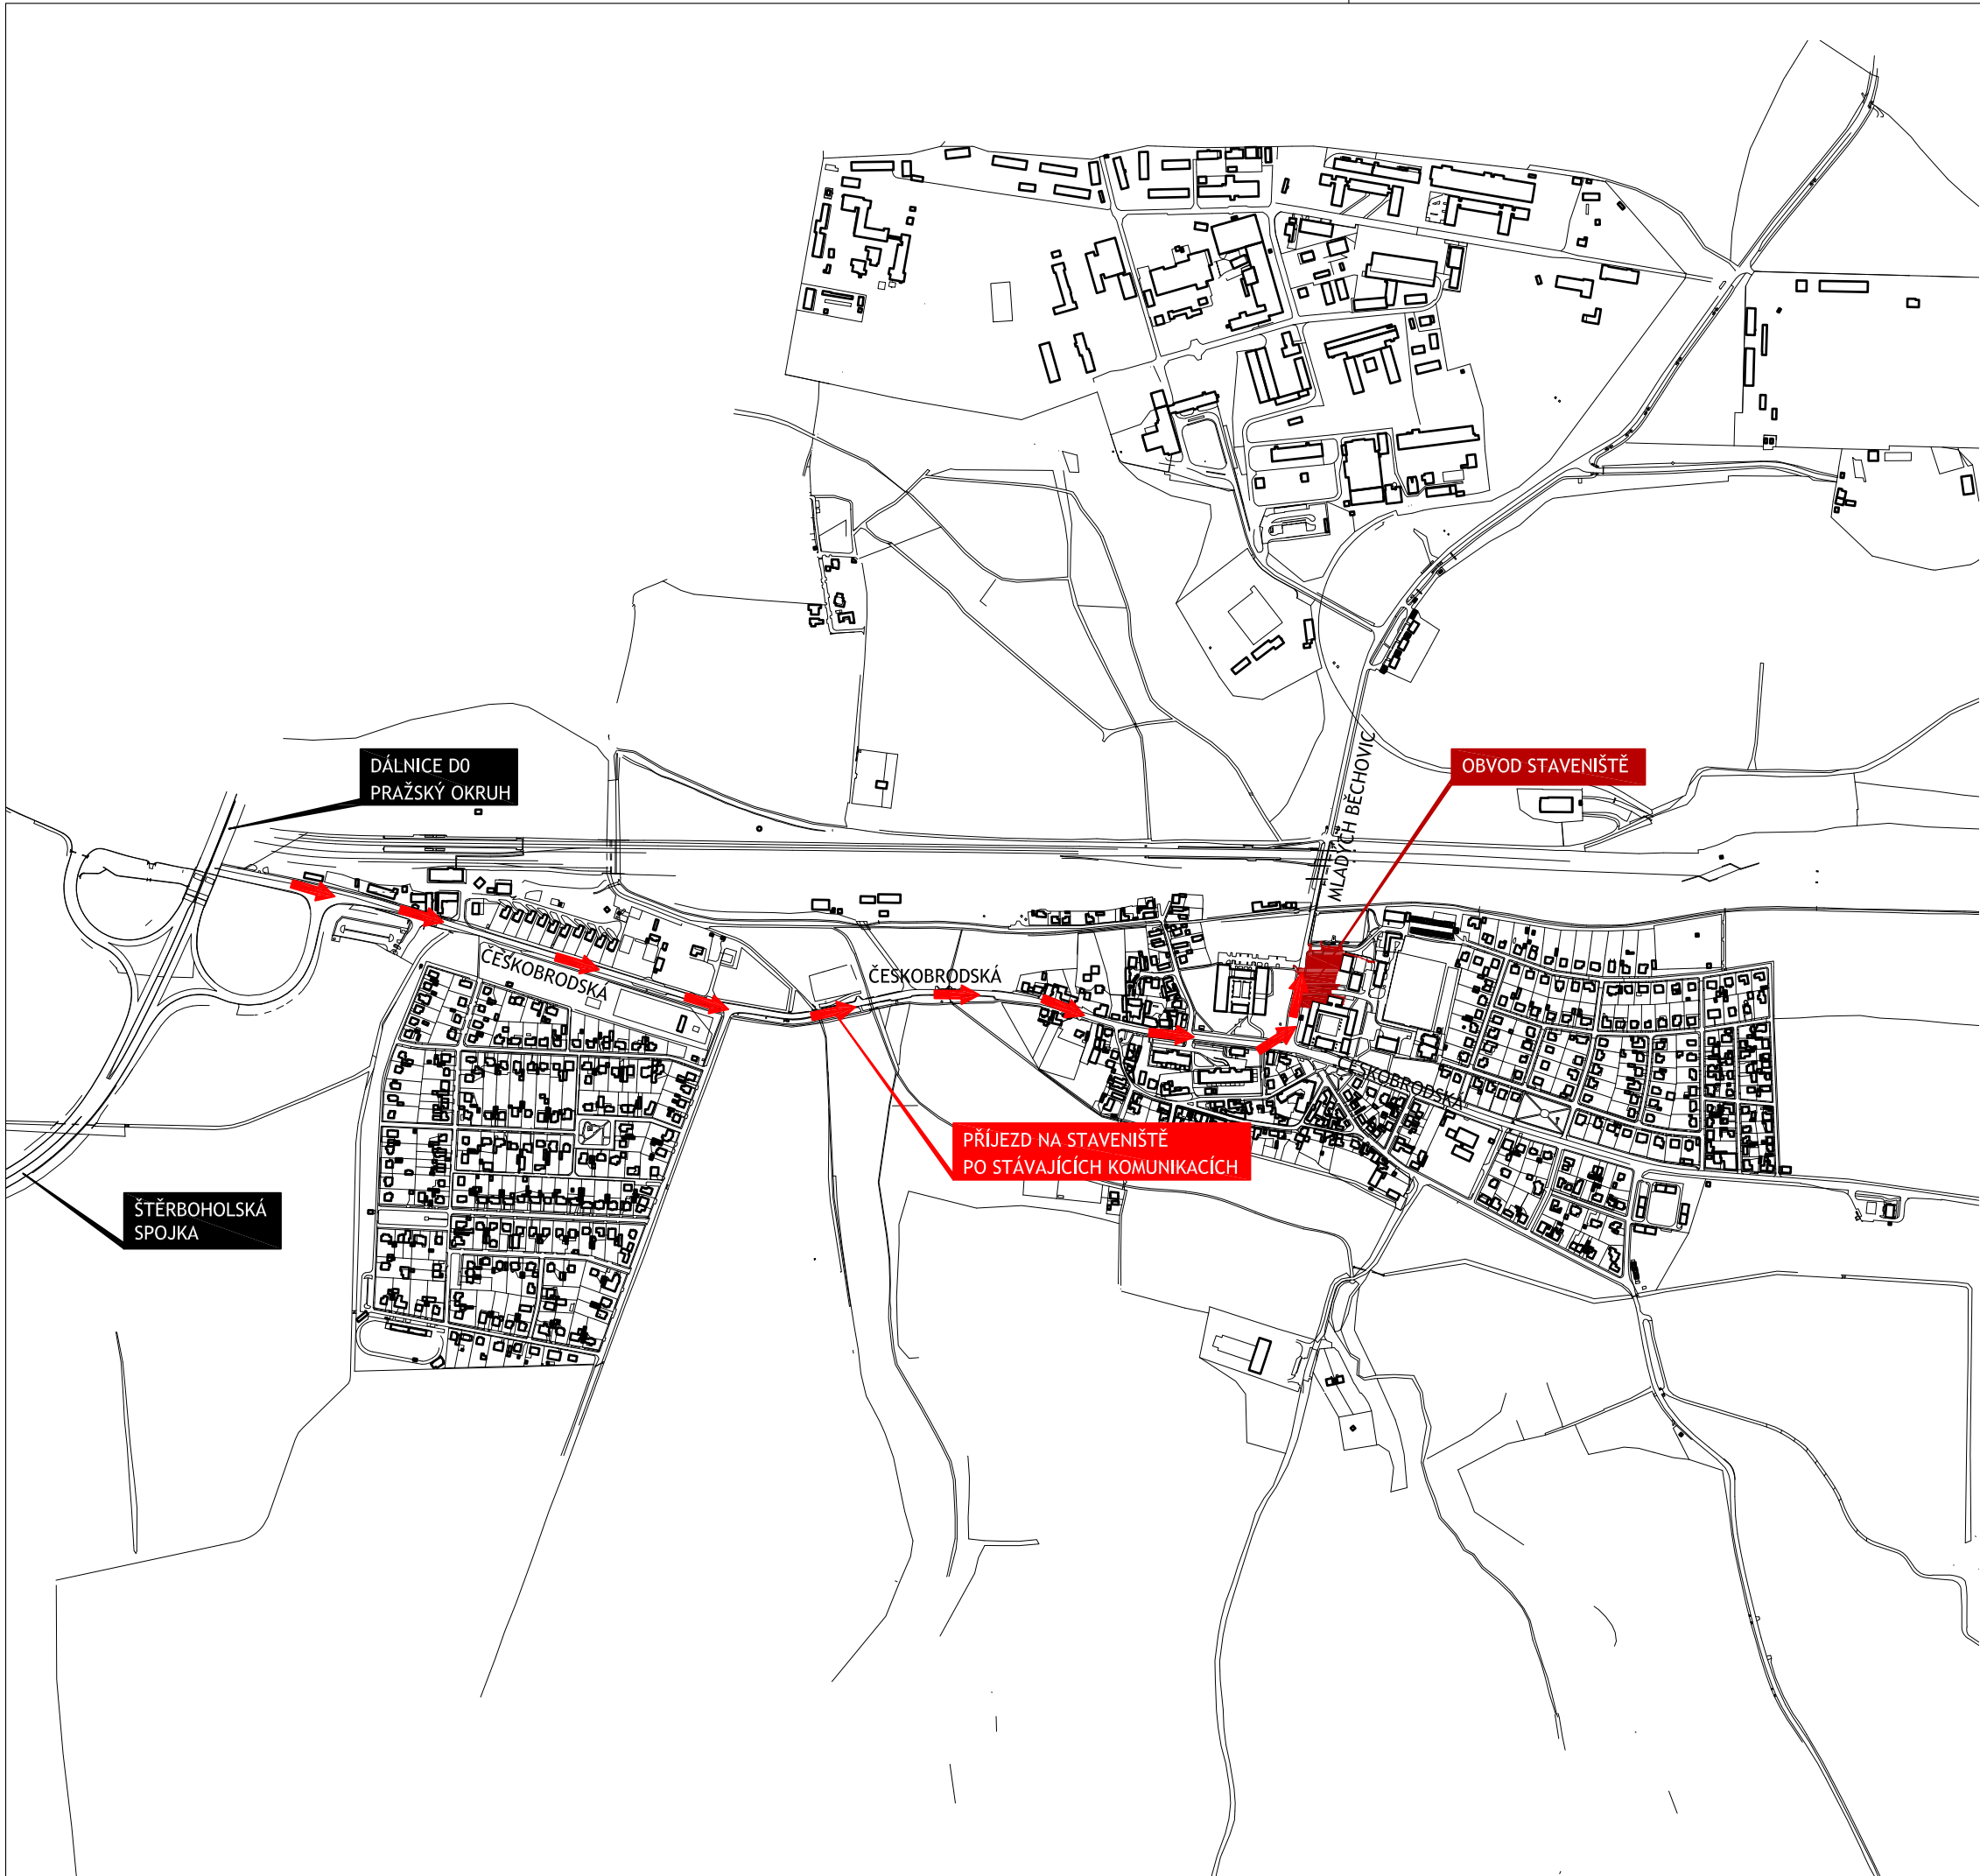 DÁLNICE D0
PRAŽSKÝ OKRUH
OBVOD STAVENIŠTĚ
MLADÝCH BĚCHOVIC
ČESKOBRODSKÁ
ČESKOBRODSKÁ
ČESKOBRODSKÁ
PŘÍJEZD NA STAVENIŠTĚ
PO STÁVAJÍCÍCH KOMUNIKACÍCH
ŠTĚRBOHOLSKÁ
SPOJKA